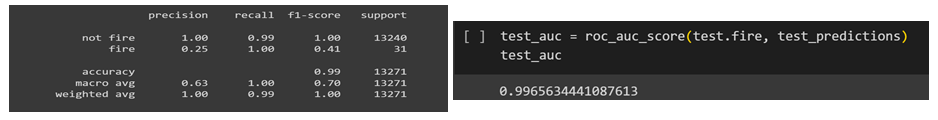 precision recall f1-score support
not fire 1.00 0.99 1.00 13240
fire 0.25 1.00 0.41 31
accuracy 0.99 13271
macro avg 0.63 1.00 0.70 13271
weighted avg 1.00 0.99 1.00 13271
[ ] test_auc = roc_auc_score(test.fire, test_predictions)
test_auc
0.9965634441087613